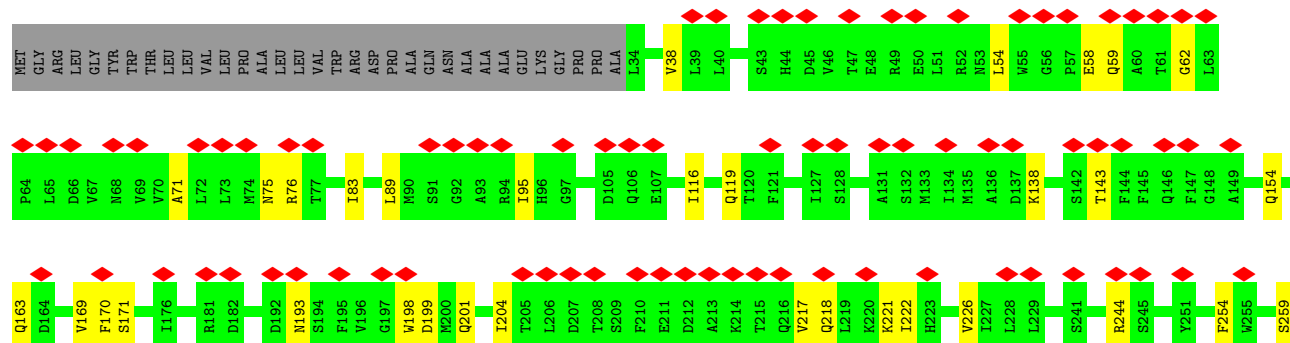 MET GLY ARG LEU GLY TYR TRP THR LEU LEU VAL LEU PRO ALA LEU LEU VAL TRP ARG ASP PRO ALA GLN ASN ALA ALA ALA GLU LYS GLY PRO PRO ALA L34 V38 L39 L40 S43 H44 D45 V46 T47 E48 R49 E50 L51 R52 N53 L54 W55 G56 P57 E58 Q59 A60 T61 G62 L63
P64 L65 D66 V67 N68 V69 V70 A71 L72 L73 M74 N75 R76 T77 I83 L89 M90 S91 G92 A93 R94 I95 H96 G97 D105 Q106 E107 I116 Q119 T120 F121 I127 S128 A131 S132 M133 I134 M135 A136 D137 K138 S142 T143 F144 F145 Q146 F147 G148 A149 Q154
Q163 D164 V169 F170 S171 I176 R181 D182 D192 N193 S194 F195 V196 G197 W198 D199 M200 Q201 I204 T205 L206 D207 T208 S209 F210 E211 D212 A213 K214 T215 Q216 V217 Q218 L219 K220 K221 I222 H223 V226 I227 L228 L229 S241 R244 S245 Y251 F254 W255 S259